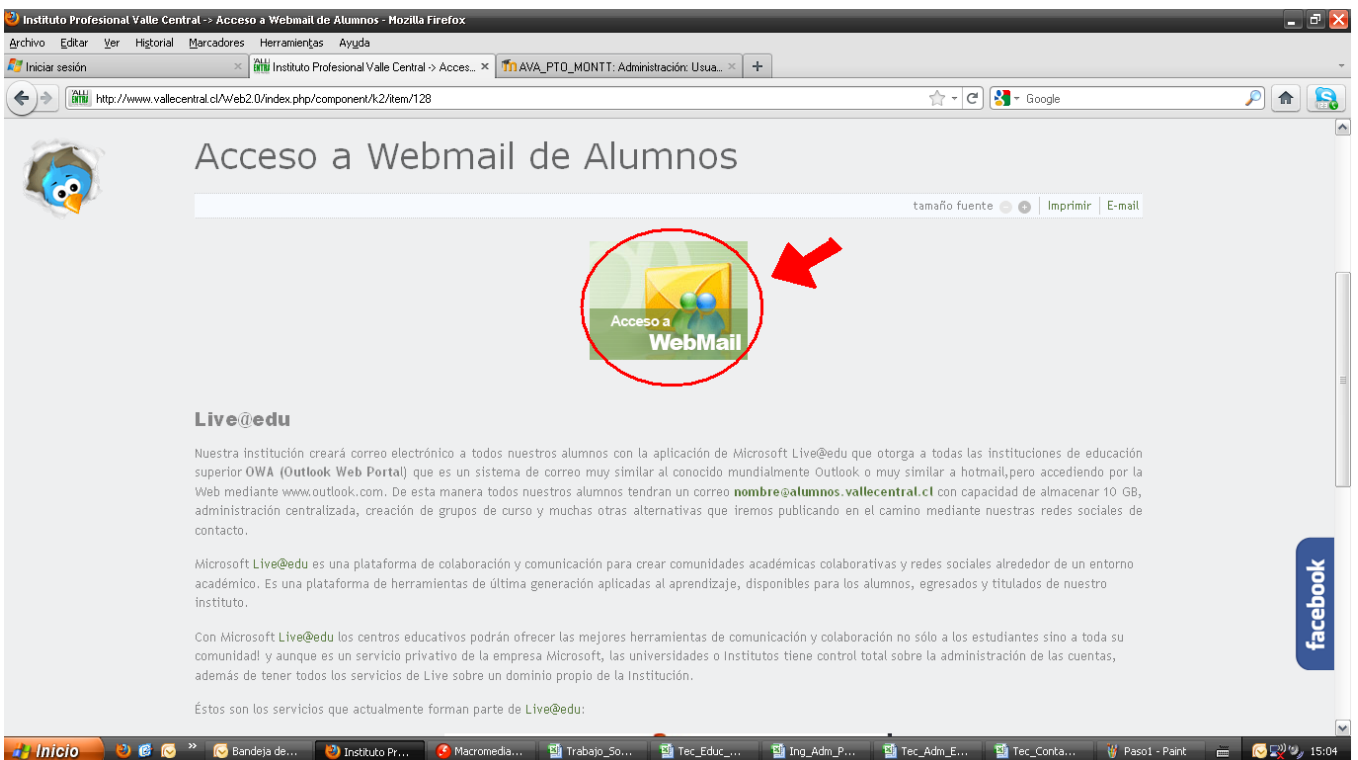 Instituto Profesional Valle Central -> Acceso a Webmail de Alumnos - Mozilla Firefox
Archivo Editar Ver Historial Marcadores Herramientas Ayuda
Iniciar sesión
Instituto Profesional Valle Central -> Acces...
AVA_PTO_MONTT: Administración: Usua...
http://www.vallecentral.cl/Web2.0/index.php/component/k2/item/128
Google
Acceso a Webmail de Alumnos
tamaño fuente Imprimir E-mail
Acceso a
WebMail
Live@edu
Nuestra institución creará correo electrónico a todos nuestros alumnos con la aplicación de Microsoft Live@edu que otorga a todas las instituciones de educación
superior OWA (Outlook Web Portal) que es un sistema de correo muy similar al conocido mundialmente Outlook o muy similar a hotmail,pero accediendo por la
Web mediante www.outlook.com. De esta manera todos nuestros alumnos tendran un correo nombre@alumnos.vallecentral.cl con capacidad de almacenar 10 GB,
administración centralizada, creación de grupos de curso y muchas otras alternativas que iremos publicando en el camino mediante nuestras redes sociales de
contacto.
Microsoft Live@edu es una plataforma de colaboración y comunicación para crear comunidades académicas colaborativas y redes sociales alrededor de un entorno
académico. Es una plataforma de herramientas de última generación aplicadas al aprendizaje, disponibles para los alumnos, egresados y titulados de nuestro
instituto.
Con Microsoft Live@edu los centros educativos podrán ofrecer las mejores herramientas de comunicación y colaboración no sólo a los estudiantes sino a toda su
comunidad! y aunque es un servicio privativo de la empresa Microsoft, las universidades o Institutos tiene control total sobre la administración de las cuentas,
además de tener todos los servicios de Live sobre un dominio propio de la Institución.
Éstos son los servicios que actualmente forman parte de Live@edu:
facebook
Inicio
Bandeja de... Instituto Pr... Macromedia... Trabajo_So... Tec_Educ_... Ing_Adm_P... Tec_Adm_E... Tec_Conta... Paso1 - Paint 15:04